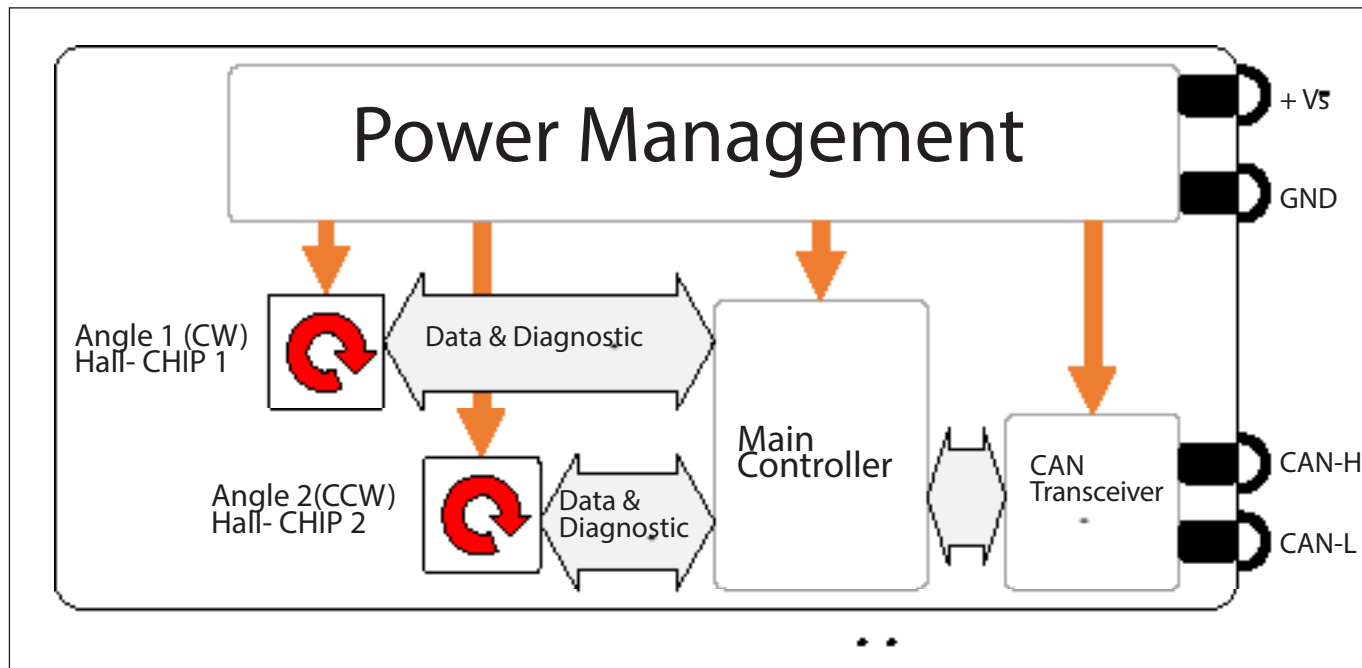 Power Management
+ Vs
GND
Angle 1 (CW)
Hall- CHIP 1
Data & Diagnostic
Angle 2(CCW)
Hall- CHIP 2
Data &
Diagnostic
Main
Controller
CAN
Transceiver
CAN-H
CAN-L